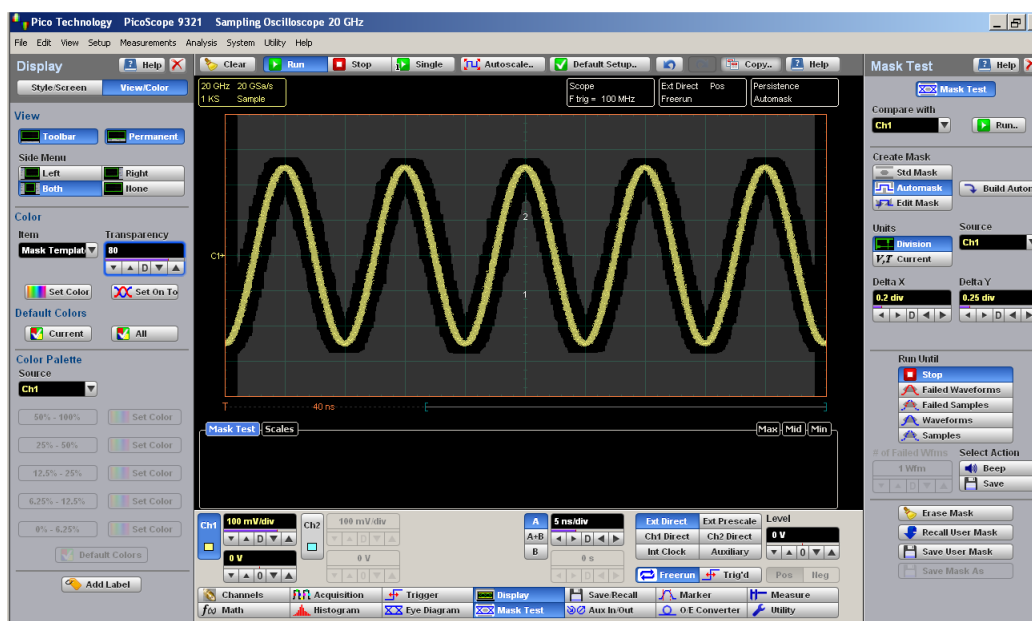 Pico Technology PicoScope 9321 Sampling Oscilloscope 20 GHz
File Edit View Setup Measurements Analysis System Utility Help
Display Help
Clear Run Stop Single Autoscale.. Default Setup.. Copy.. Help
Mask Test Help
Style/Screen View/Color
View
Toolbar Permanent
Side Menu
Left Right
Both None
Color
Item Transparency
Mask Templat 80
D
Set Color Set On To
Default Colors
Current All
Color Palette
Source
Ch1
50% - 100% Set Color
25% - 50% Set Color
12.5% - 25% Set Color
6.25% - 12.5% Set Color
0% - 6.25% Set Color
Default Colors
Add Label
20 GHz 20 GSa/s
1 KS Sample
Scope
F trig = 100 MHz
Ext Direct Pos
Freerun
Persistence
Automask
2
C1+
1
T 40 ns
Mask Test Scales Max Mid Min
Ch1 100 mV/div
D
0 V
0
Ch2 100 mV/div
D
0 V
0
A 5 ns/div
A+B D
B 0 s
D
Ext Direct Ext Prescale Level
Ch1 Direct Ch2 Direct 0 V
Int Clock Auxiliary 0
Freerun Trig'd Pos Neg
Channels Acquisition Trigger Display Save/Recall Marker Measure
f(x) Math Histogram Eye Diagram Mask Test Aux In/Out O/E Converter Utility
Mask Test
Compare with
Ch1 Run..
Create Mask
Std Mask
Automask Build Autom
Edit Mask
Units Source
Division Ch1
V,T Current
Delta X Delta Y
0.2 div 0.25 div
D D
Run Until
Stop
Failed Waveforms
Failed Samples
Waveforms
Samples
# of Failed Wfms Select Action
1 Wfm Beep
D Save
Erase Mask
Recall User Mask
Save User Mask
Save Mask As